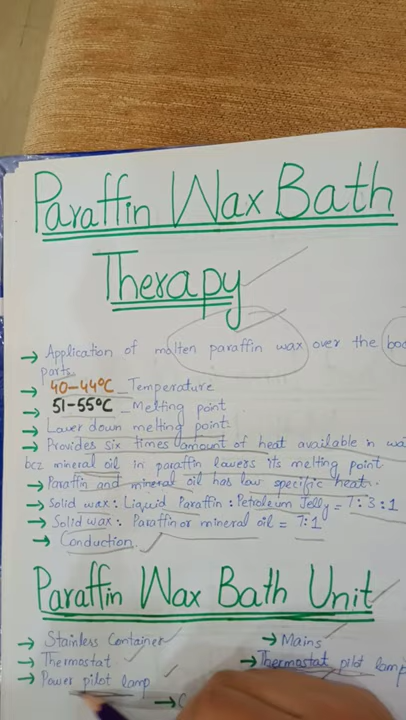 Paraffin Wax Bath
Therapy
→ Application of molten paraffin wax over the
parts.
→ 40-44°C - Temperature
→ 51-55°C - Melting point
→ Lower down melting point.
→ Provides six times amount of heat available in
bcz mineral oil in paraffin lowers its melting point
→ Paraffin and mineral oil has low specific heat.
→ Solid wax : Liquid Paraffin : Petroleum Jelly = 7:3:1
→ Solid wax : Paraffin or mineral oil = 7:1
→ Conduction.
Paraffin Wax Bath Unit
→ Stainless Container → Mains
→ Thermostat → Thermostat pilot lamp
→ Power pilot lamp